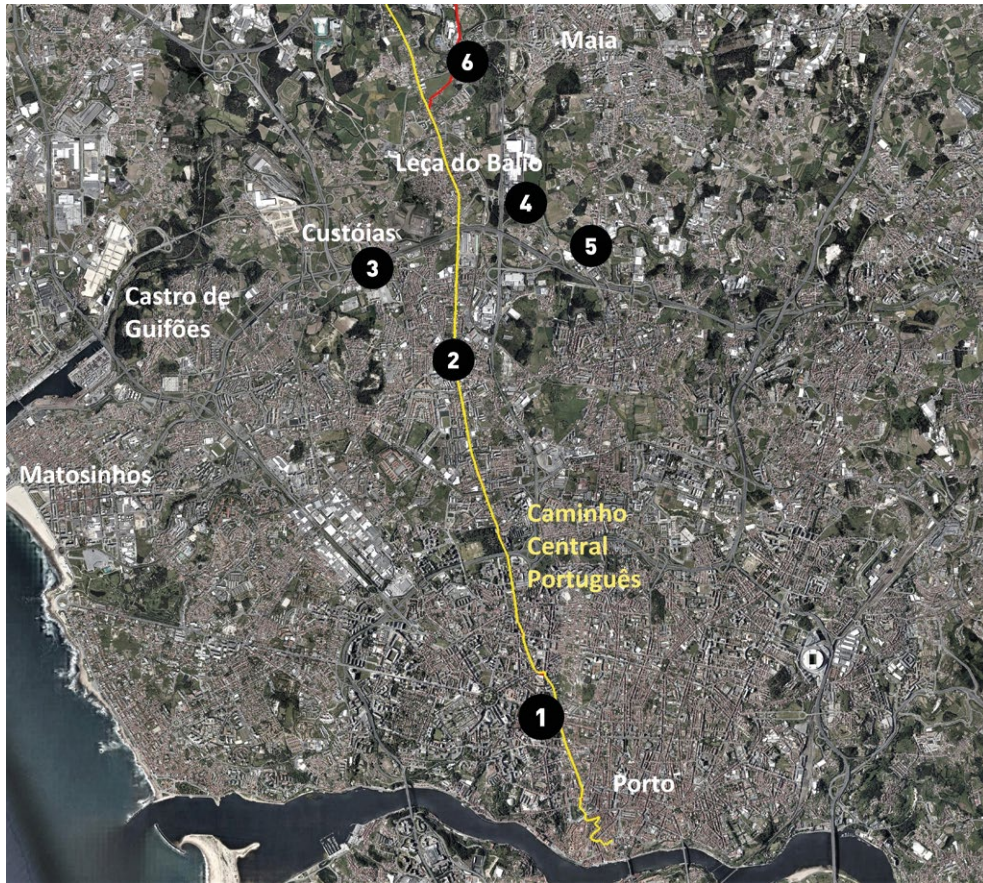 6
Maia
Leça do Balio
4
5
Custóias
3
Castro de
Guifões
2
Matosinhos
Caminho
Central
Português
1
Porto